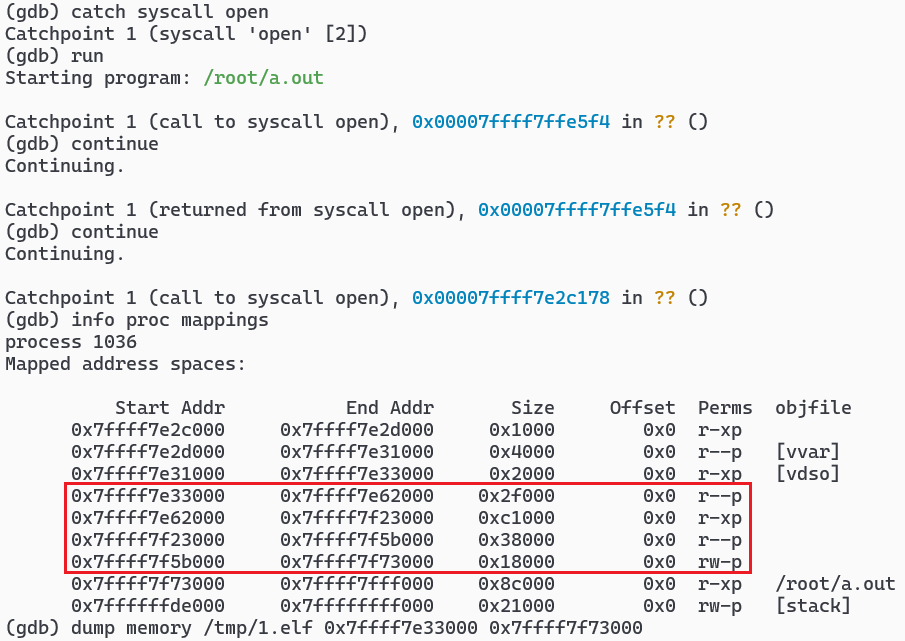 (gdb) catch syscall open
Catchpoint 1 (syscall 'open' [2])
(gdb) run
Starting program: /root/a.out
Catchpoint 1 (call to syscall open), 0x00007ffff7ffe5f4 in ?? ()
(gdb) continue
Continuing.
Catchpoint 1 (returned from syscall open), 0x00007ffff7ffe5f4 in ?? ()
(gdb) continue
Continuing.
Catchpoint 1 (call to syscall open), 0x00007ffff7e2c178 in ?? ()
(gdb) info proc mappings
process 1036
Mapped address spaces:
Start Addr End Addr Size Offset Perms objfile
0x7ffff7e2c000 0x7ffff7e2d000 0x1000 0x0 r-xp
0x7ffff7e2d000 0x7ffff7e31000 0x4000 0x0 r--p [vvar]
0x7ffff7e31000 0x7ffff7e33000 0x2000 0x0 r-xp [vdso]
0x7ffff7e33000 0x7ffff7e62000 0x2f000 0x0 r--p
0x7ffff7e62000 0x7ffff7f23000 0xc1000 0x0 r-xp
0x7ffff7f23000 0x7ffff7f5b000 0x38000 0x0 r--p
0x7ffff7f5b000 0x7ffff7f73000 0x18000 0x0 rw-p
0x7ffff7f73000 0x7ffff7fff000 0x8c000 0x0 r-xp /root/a.out
0x7ffffffde000 0x7ffffffff000 0x21000 0x0 rw-p [stack]
(gdb) dump memory /tmp/1.elf 0x7ffff7e33000 0x7ffff7f73000